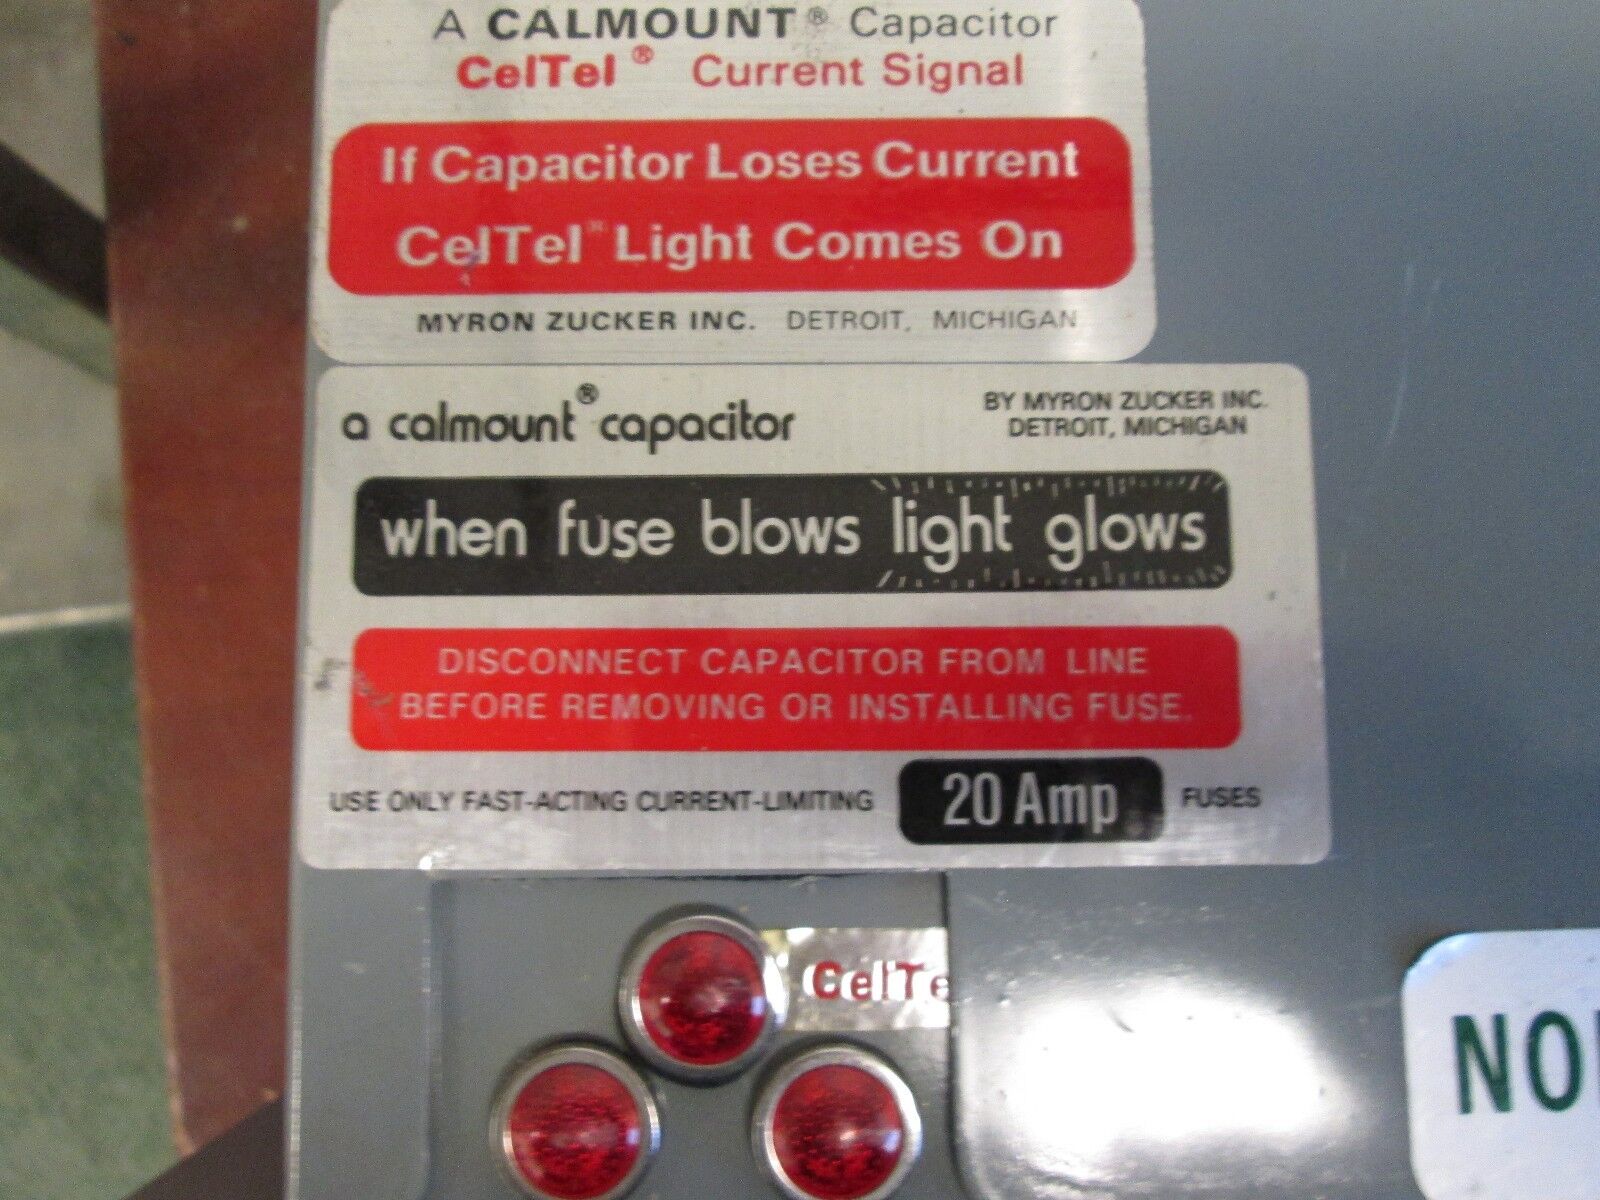 A CALMOUNT® Capacitor
CelTel® Current Signal
If Capacitor Loses Current
CelTel™ Light Comes On
MYRON ZUCKER INC. DETROIT, MICHIGAN
a calmount® capacitor
BY MYRON ZUCKER INC.
DETROIT, MICHIGAN
when fuse blows light glows
DISCONNECT CAPACITOR FROM LINE
BEFORE REMOVING OR INSTALLING FUSE.
USE ONLY FAST-ACTING CURRENT-LIMITING 20 Amp FUSES
CelTe
NO